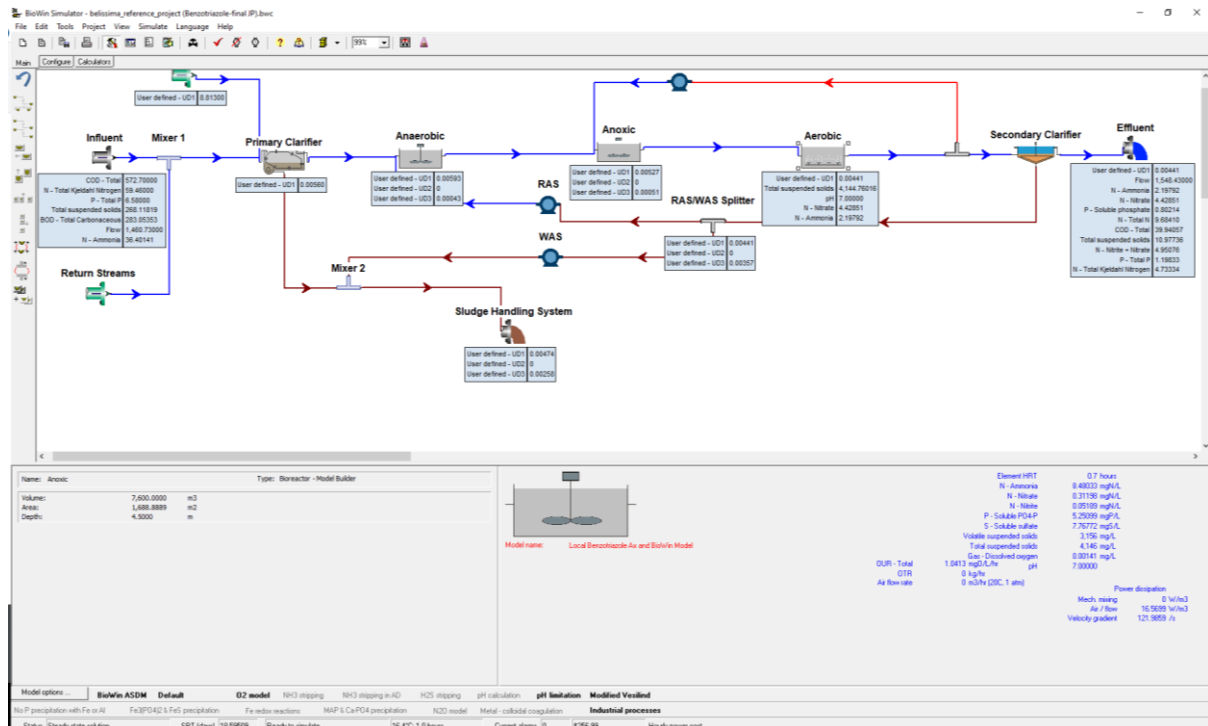 BioWin Simulator - belissima_reference_project (Benzotriazole-final JP).bwc
File Edit Tools Project View Simulate Language Help
99%
Main Configure Calculators
User defined - UD1 0.81300
Influent
Mixer 1
Primary Clarifier
Anaerobic
Anoxic
Aerobic
Secondary Clarifier
Effluent
COD - Total 572.70000
N - Total Kjeldahl Nitrogen 59.46000
P - Total P 6.58000
Total suspended solids 268.11819
BOD - Total Carbonaceous 283.05353
Flow 1,460.73000
N - Ammonia 36.40141
User defined - UD1 0.00560
User defined - UD1 0.00593
User defined - UD2 0
User defined - UD3 0.00043
User defined - UD1 0.00527
User defined - UD2 0
User defined - UD3 0.00051
User defined - UD1 0.00441
Total suspended solids 4,144.76016
pH 7.00000
N - Nitrate 4.42851
N - Ammonia 2.19792
User defined - UD1 0.00441
Flow 1,548.43000
N - Ammonia 2.19792
N - Nitrate 4.42851
P - Soluble phosphate 0.80214
N - Total N 9.68410
COD - Total 39.94057
Total suspended solids 10.97736
N - Nitrite + Nitrate 4.95076
P - Total P 1.19833
N - Total Kjeldahl Nitrogen 4.73334
RAS
RAS/WAS Splitter
User defined - UD1 0.00441
User defined - UD2 0
User defined - UD3 0.00357
WAS
Return Streams
Mixer 2
Sludge Handling System
User defined - UD1 0.00474
User defined - UD2 0
User defined - UD3 0.00258
Name: Anoxic Type: Bioreactor - Model Builder
Volume: 7,600.0000 m3
Area: 1,688.8889 m2
Depth: 4.5000 m
Model name: Local Benzotriazole Ax and BioWin Model
Element HRT 0.7 hours
N - Ammonia 8.48033 mgN/L
N - Nitrate 0.31198 mgN/L
N - Nitrite 0.05189 mgN/L
P - Soluble PO4-P 5.25099 mgP/L
S - Soluble sulfate 7.76772 mgS/L
Volatile suspended solids 3,156 mg/L
Total suspended solids 4,146 mg/L
Gas - Dissolved oxygen 0.00141 mg/L
pH 7.00000
OUR - Total 1.0413 mgO/L/hr
OTR 0 kg/hr
Air flow rate 0 m3/hr (20C, 1 atm)
Power dissipation
Mech. mixing 0 W/m3
Air / flow 16.5699 W/m3
Velocity gradient 121.9859 /s
Model options ... BioWin ASDM Default O2 model NH3 stripping NH3 stripping in AD H2S stripping pH calculation pH limitation Modified Vesilind
No P precipitation with Fe or Al Fe3(PO4)2 & FeS precipitation Fe redox reactions MAP & Ca-PO4 precipitation N2O model Metal - colloidal coagulation Industrial processes